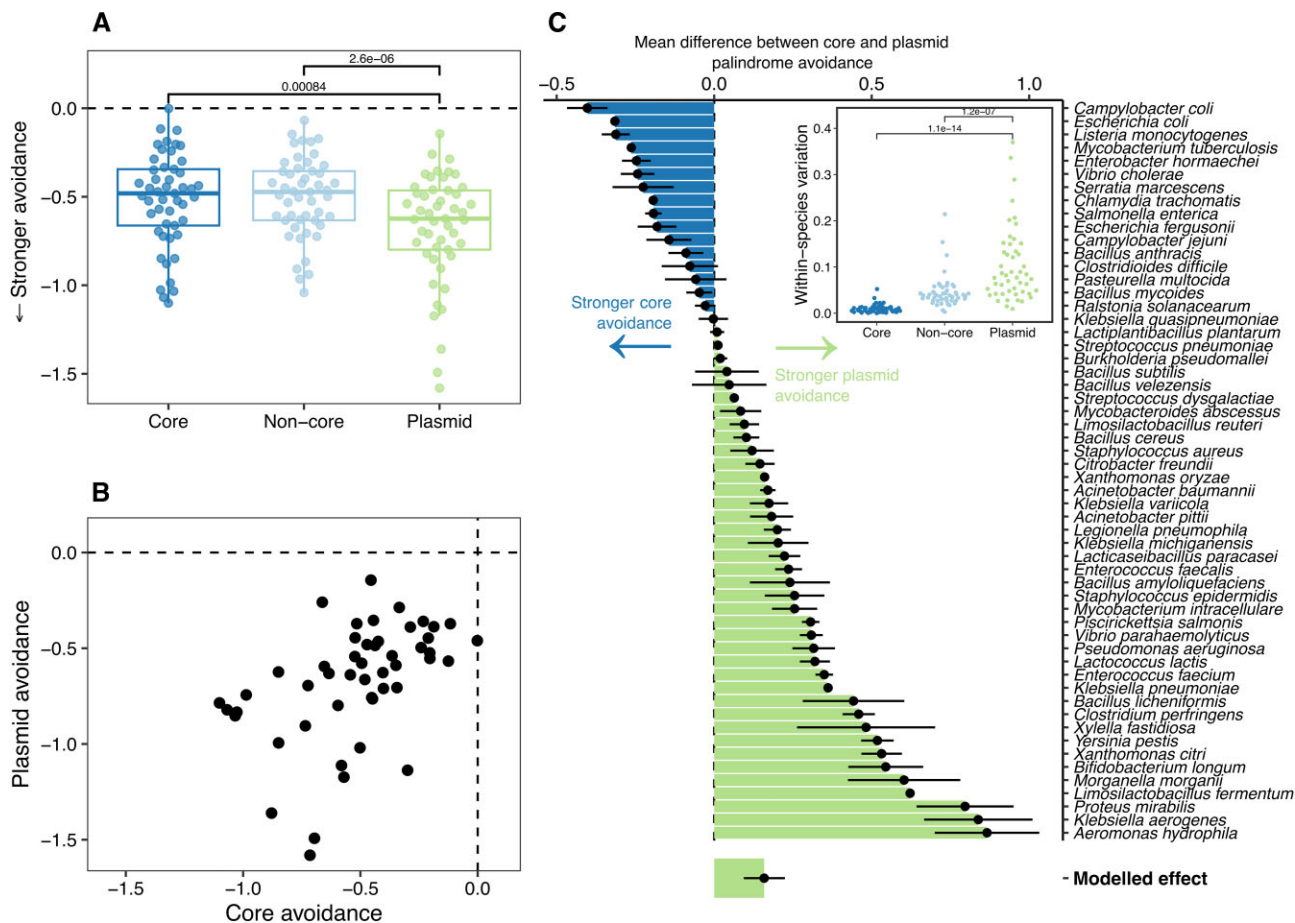 A
2.6e−06
0.00084
0.0
−0.5
−1.0
−1.5
← Stronger avoidance
Core
Non−core
Plasmid
B
0.0
−0.5
−1.0
−1.5
Plasmid avoidance
−1.5
−1.0
−0.5
0.0
Core avoidance
C
Mean difference between core and plasmid
palindrome avoidance
−0.5
0.0
0.5
1.0
Campylobacter coli
Escherichia coli
Listeria monocytogenes
Mycobacterium tuberculosis
Enterobacter hormaechei
Vibrio cholerae
Serratia marcescens
Chlamydia trachomatis
Salmonella enterica
Escherichia fergusonii
Campylobacter jejuni
Bacillus anthracis
Clostridioides difficile
Pasteurella multocida
Bacillus mycoides
Ralstonia solanacearum
Klebsiella quasipneumoniae
Lactiplantibacillus plantarum
Streptococcus pneumoniae
Burkholderia pseudomallei
Bacillus subtilis
Bacillus velezensis
Streptococcus dysgalactiae
Mycobacteroides abscessus
Limosilactobacillus reuteri
Bacillus cereus
Staphylococcus aureus
Citrobacter freundii
Xanthomonas oryzae
Acinetobacter baumannii
Klebsiella variicola
Acinetobacter pittii
Legionella pneumophila
Klebsiella michiganensis
Lacticaseibacillus paracasei
Enterococcus faecalis
Bacillus amyloliquefaciens
Staphylococcus epidermidis
Mycobacterium intracellulare
Piscirickettsia salmonis
Vibrio parahaemolyticus
Pseudomonas aeruginosa
Lactococcus lactis
Enterococcus faecium
Klebsiella pneumoniae
Bacillus licheniformis
Clostridium perfringens
Xylella fastidiosa
Yersinia pestis
Xanthomonas citri
Bifidobacterium longum
Morganella morganii
Limosilactobacillus fermentum
Proteus mirabilis
Klebsiella aerogenes
Aeromonas hydrophila
Modelled effect
Stronger core
avoidance
Stronger plasmid
avoidance
1.2e−07
1.1e−14
0.4
0.3
0.2
0.1
0.0
Within−species variation
Core
Non−core
Plasmid